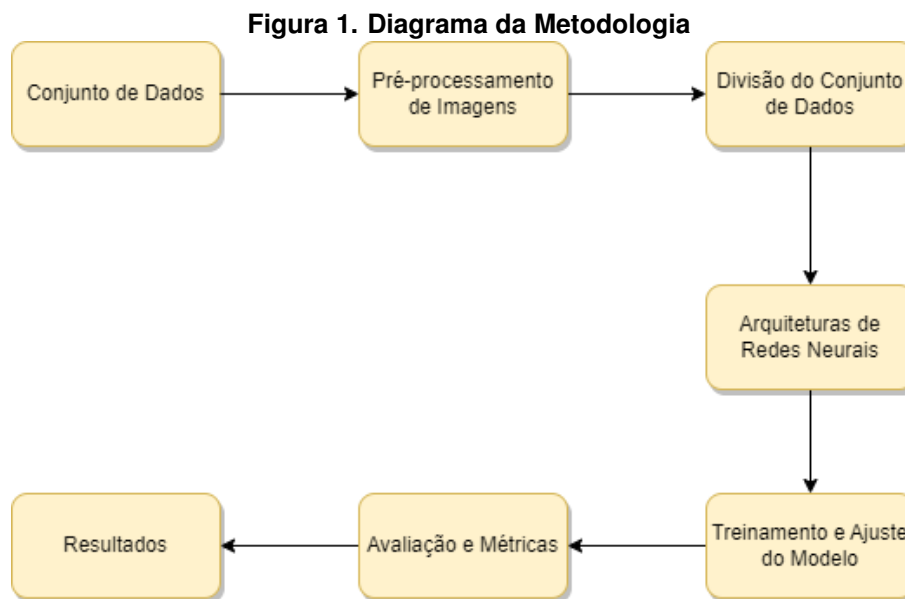 Figura 1. Diagrama da Metodologia
Conjunto de Dados
Pré-processamento
de Imagens
Divisão do Conjunto
de Dados
Arquiteturas de
Redes Neurais
Treinamento e Ajuste
do Modelo
Avaliação e Métricas
Resultados